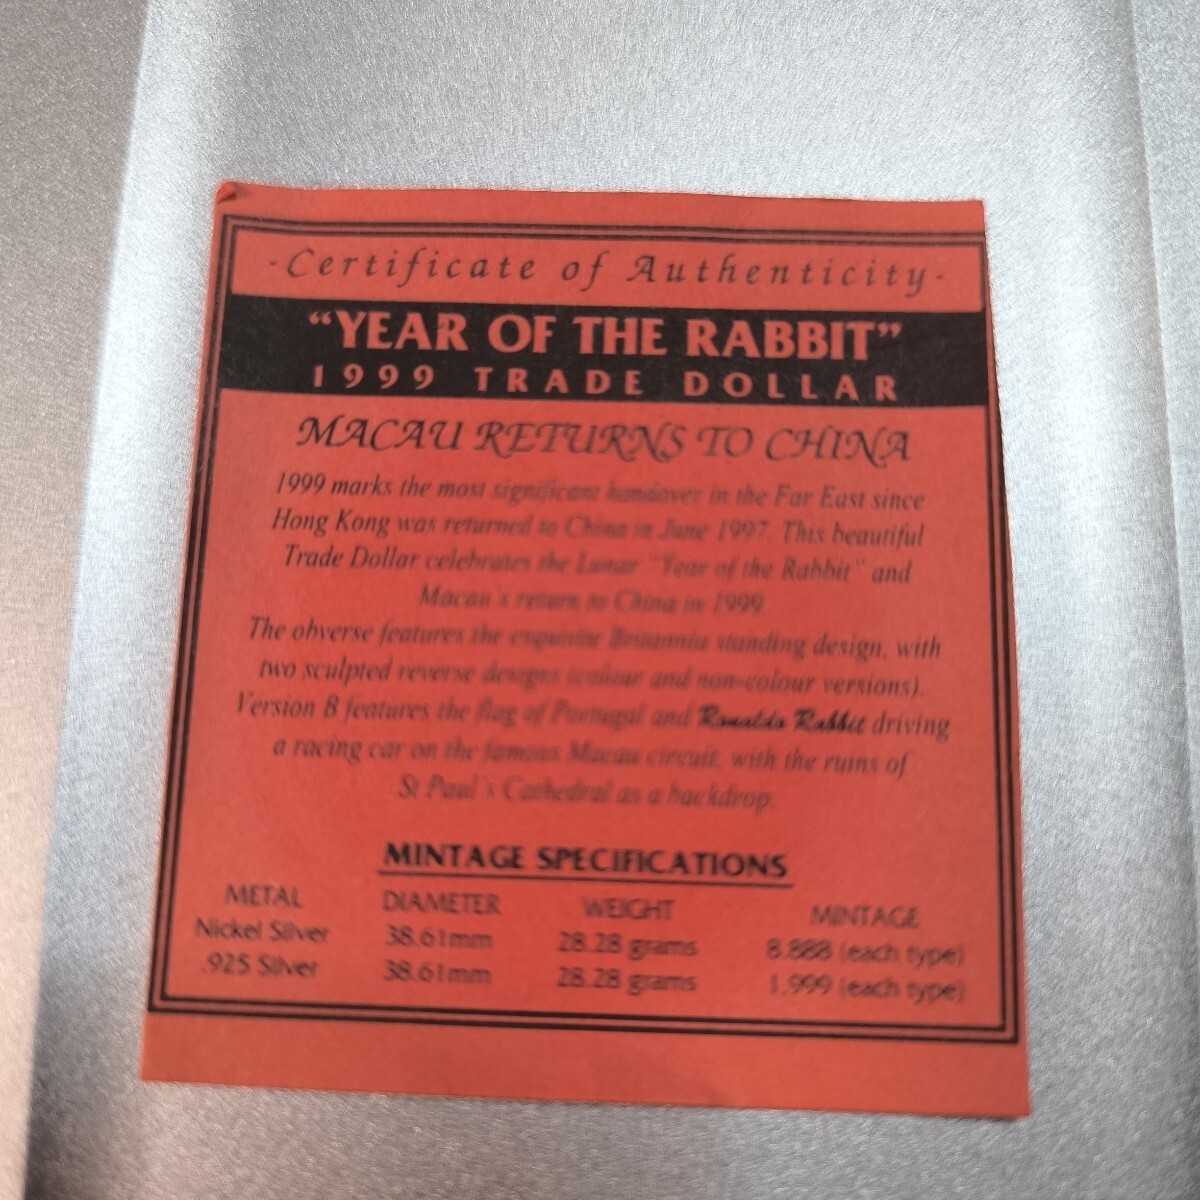 -Certificate of Authenticity-
“YEAR OF THE RABBIT”
1999 TRADE DOLLAR
MACAU RETURNS TO CHINA
1999 marks the most significant handover in the Far East since
Hong Kong was returned to China in June 1997. This beautiful
Trade Dollar celebrates the Lunar "Year of the Rabbit" and
Macau's return to China in 1999.
The obverse features the exquisite Britannia standing design, with
two sculpted reverse designs (colour and non-colour versions).
Version B features the flag of Portugal and Ronaldo Rabbit driving
a racing car on the famous Macau circuit, with the ruins of
St Paul's Cathedral as a backdrop.
MINTAGE SPECIFICATIONS
METAL DIAMETER WEIGHT MINTAGE
Nickel Silver 38.61mm 28.28 grams 8,888 (each type)
.925 Silver 38.61mm 28.28 grams 1,999 (each type)